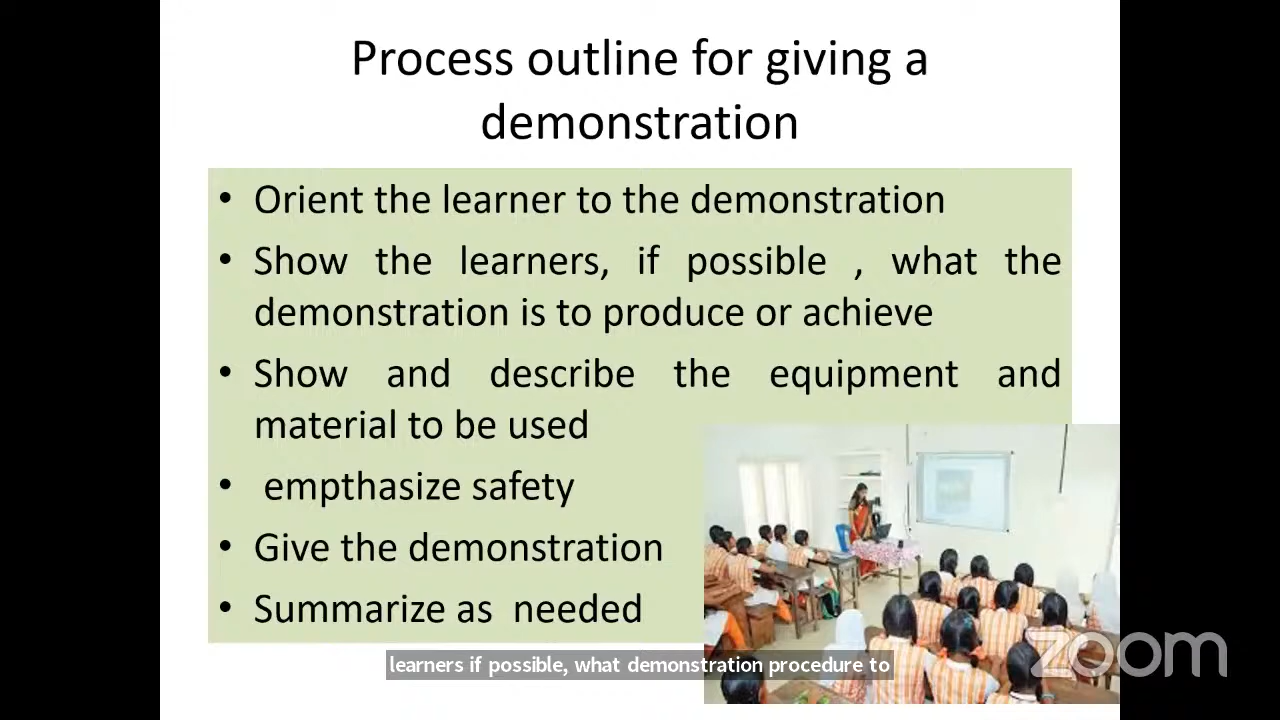 Process outline for giving a
demonstration
• Orient the learner to the demonstration
• Show the learners, if possible , what the
demonstration is to produce or achieve
• Show and describe the equipment and
material to be used
• empthasize safety
• Give the demonstration
• Summarize as needed
learners if possible, what demonstration procedure to
zoom